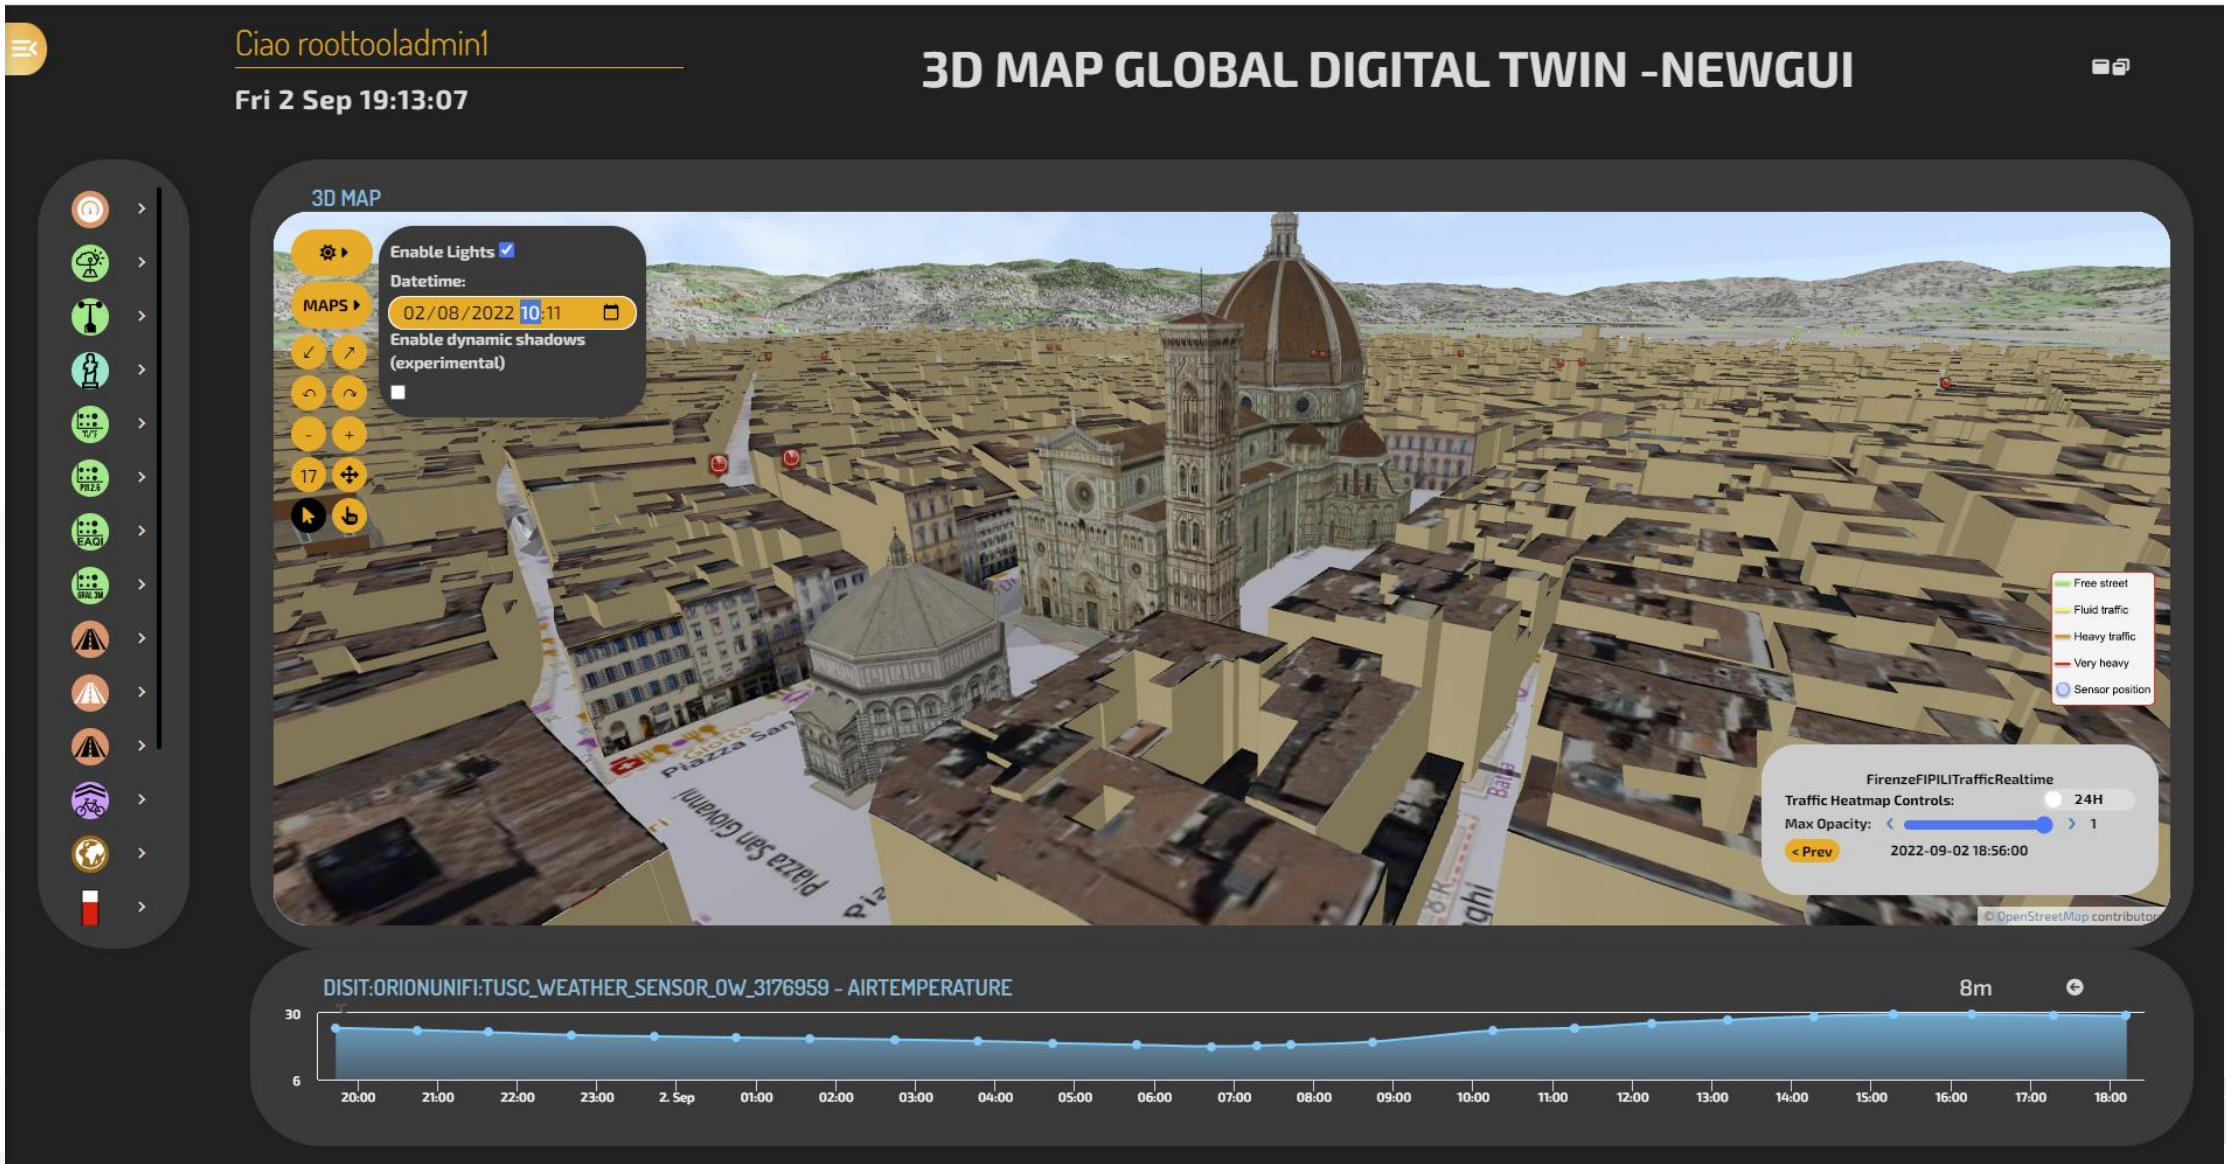 Ciao roottooladmin1
Fri 2 Sep 19:13:07
3D MAP GLOBAL DIGITAL TWIN -NEWGUI
3D MAP
Enable Lights
Datetime:
02/08/2022 10:11
Enable dynamic shadows
(experimental)
MAPS
-
+
17
T/°F
EAQI
GRAL 3M
Giotto
Piazza San
Piazza San Giovanni
Free street
Fluid traffic
Heavy traffic
Very heavy
Sensor position
FirenzeFIPILITrafficRealtime
Traffic Heatmap Controls:
24H
Max Opacity:
1
< Prev
2022-09-02 18:56:00
© OpenStreetMap contributor
DISIT:ORIONUNIFI:TUSC_WEATHER_SENSOR_OW_3176959 - AIRTEMPERATURE
8m
30
6
20:00 21:00 22:00 23:00 2. Sep 01:00 02:00 03:00 04:00 05:00 06:00 07:00 08:00 09:00 10:00 11:00 12:00 13:00 14:00 15:00 16:00 17:00 18:00